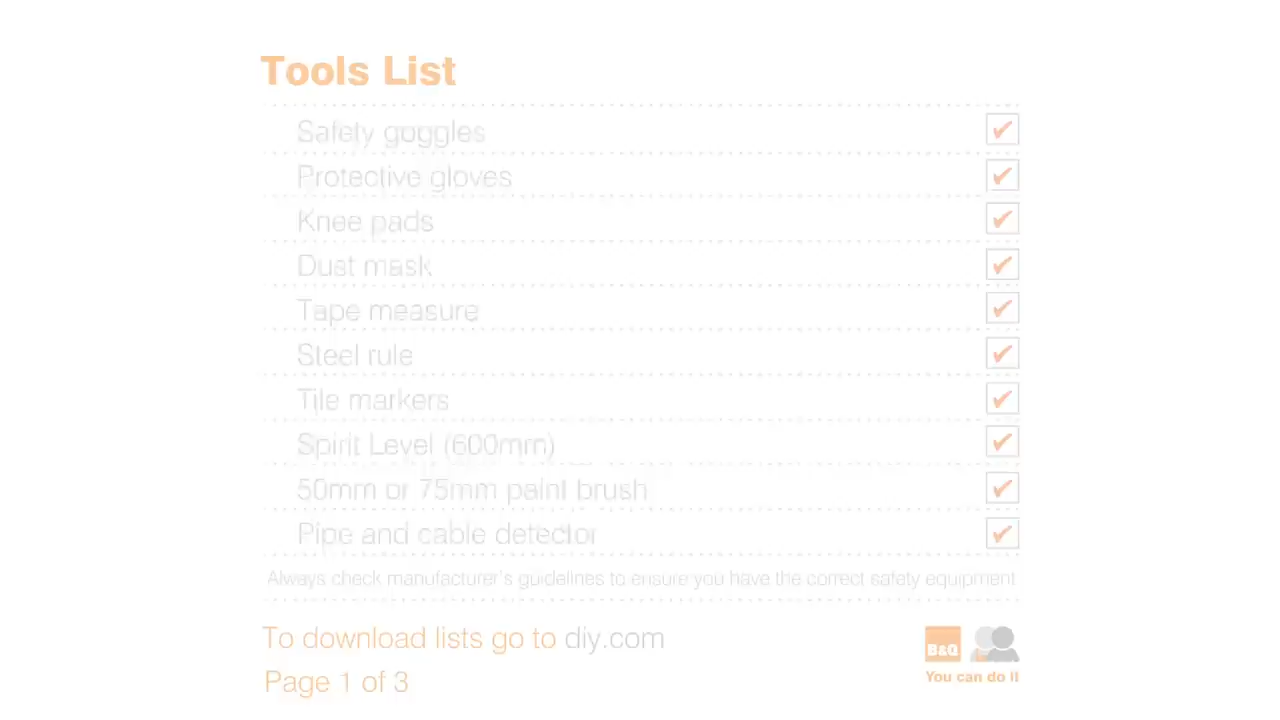 Tools List
Safety goggles
Protective gloves
Knee pads
Dust mask
Tape measure
Steel rule
Tile markers
Spirit Level (600mm)
50mm or 75mm paint brush
Pipe and cable detector
Always check manufacturer's guidelines to ensure you have the correct safety equipment
To download lists go to diy.com
B&Q
You can do it
Page 1 of 3